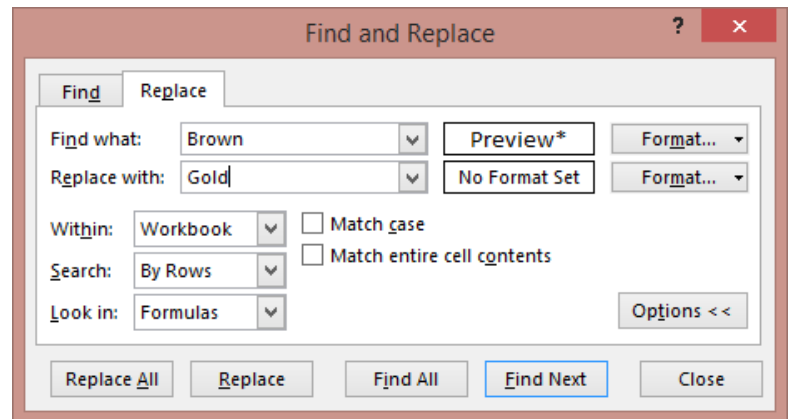 Find and Replace ? ×
Find Replace
Find what: Brown Preview* Format...
Replace with: Gold No Format Set Format...
Within: Workbook Match case
Match entire cell contents
Search: By Rows
Look in: Formulas Options <<
Replace All Replace Find All Find Next Close